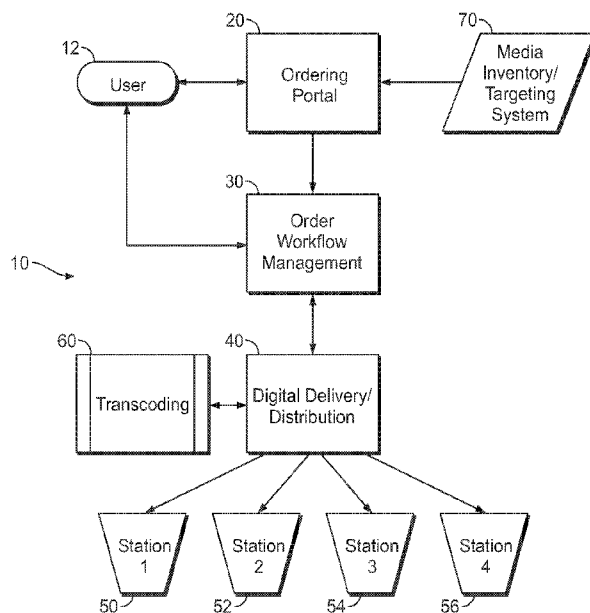 12
User
20
Ordering
Portal
70
Media
Inventory/
Targeting
System
30
Order
Workflow
Management
10
60
Transcoding
40
Digital Delivery/
Distribution
Station
1
50
Station
2
52
Station
3
54
Station
4
56